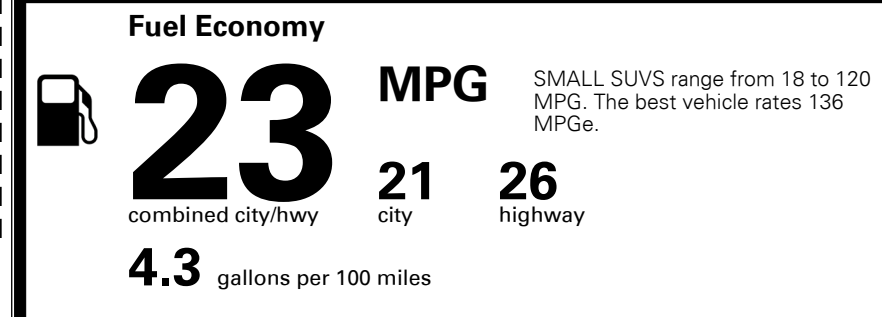 Fuel Economy
23
MPG
SMALL SUVS range from 18 to 120
MPG. The best vehicle rates 136
MPGe.
21
26
combined city/hwy
city
highway
4.3 gallons per 100 miles